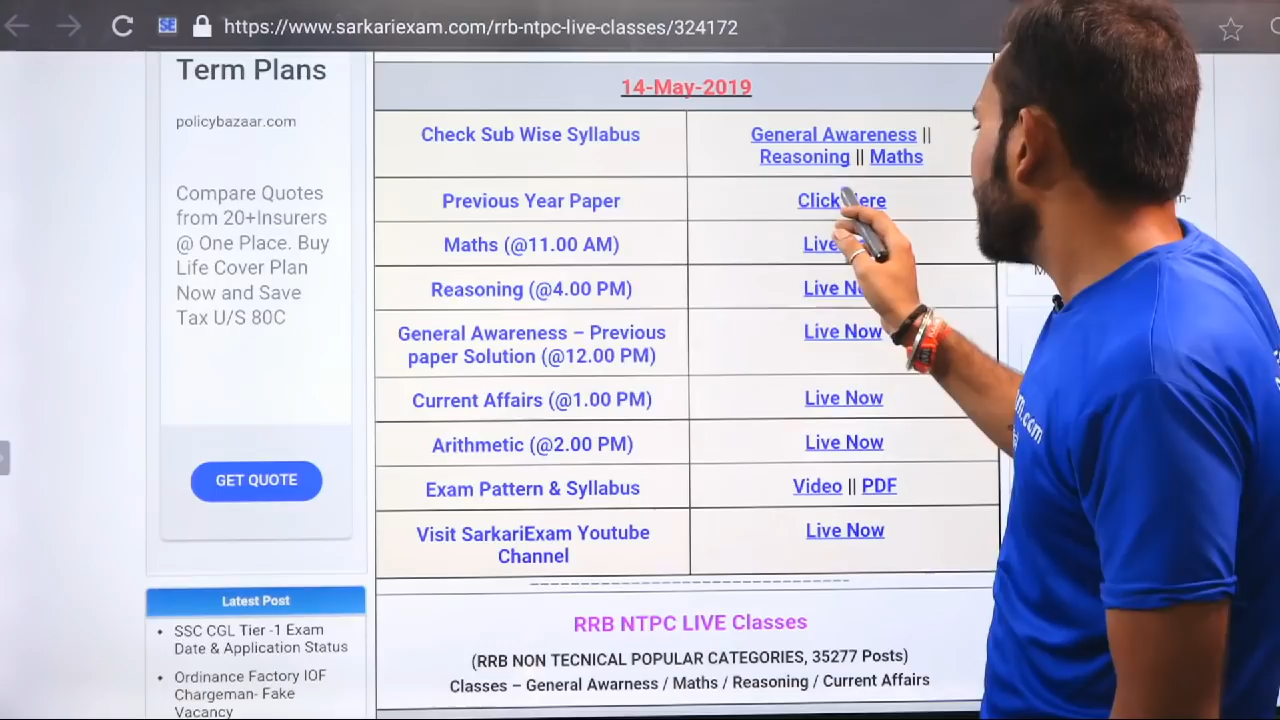 https://www.sarkariexam.com/rrb-ntpc-live-classes/324172
Term Plans
policybazaar.com
Compare Quotes
from 20+Insurers
@ One Place. Buy
Life Cover Plan
Now and Save
Tax U/S 80C
GET QUOTE
Latest Post
• SSC CGL Tier -1 Exam
Date & Application Status
• Ordinance Factory IOF
Chargeman- Fake
Vacancy
14-May-2019
Check Sub Wise Syllabus
General Awareness ||
Reasoning || Maths
Previous Year Paper
Click
Maths (@11.00 AM)
Live
Reasoning (@4.00 PM)
Live
General Awareness – Previous
paper Solution (@12.00 PM)
Live Now
Current Affairs (@1.00 PM)
Live Now
Arithmetic (@2.00 PM)
Live Now
Exam Pattern & Syllabus
Video || PDF
Visit SarkariExam Youtube
Channel
Live Now
RRB NTPC LIVE Classes
(RRB NON TECNICAL POPULAR CATEGORIES, 35277 Posts)
Classes – General Awarness / Maths / Reasoning / Current Affairs